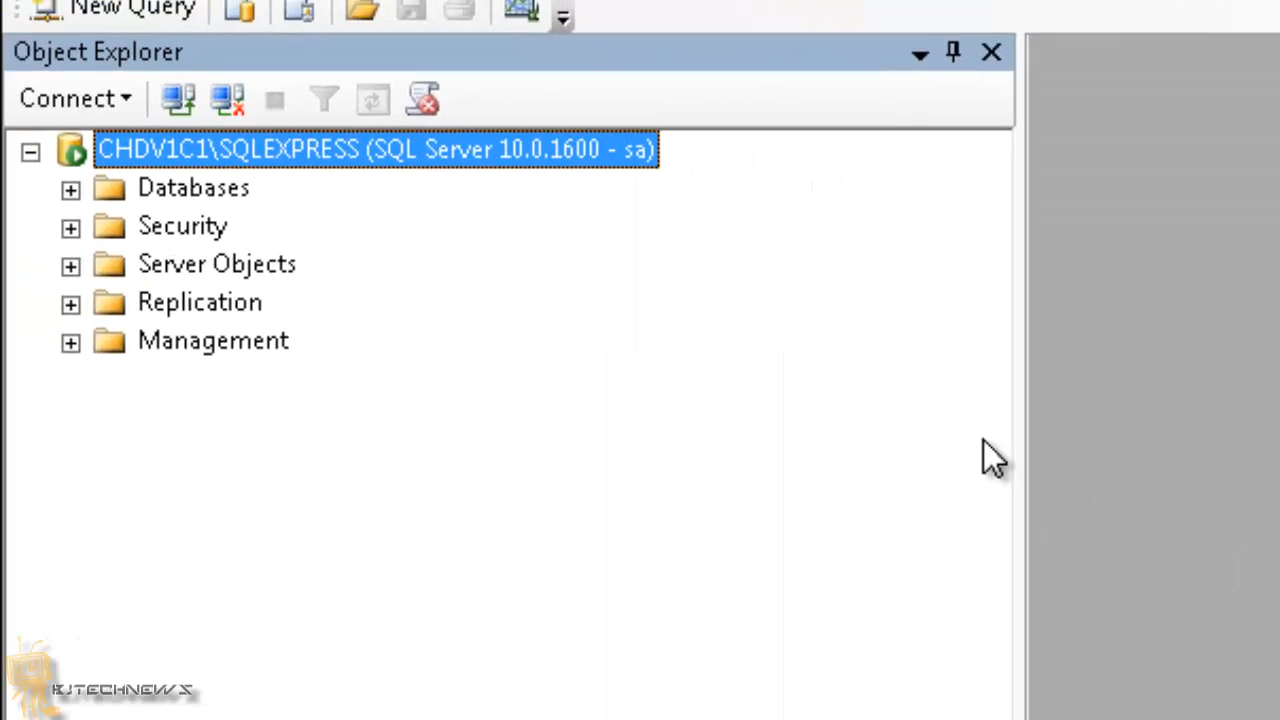 New Query
Object Explorer
Connect
CHDV1C1\SQLEXPRESS (SQL Server 10.0.1600 - sa)
Databases
Security
Server Objects
Replication
Management
BJTECHNEWS